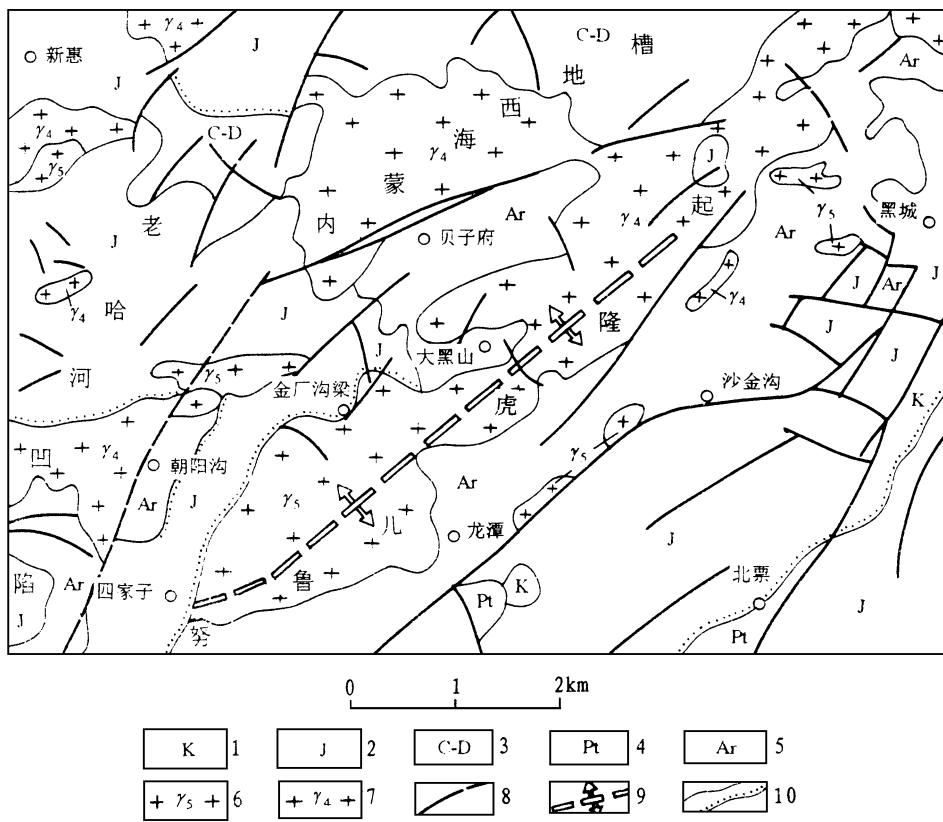 γ₄
J
C-D
槽
γ₄
新惠
地
Ar
J
西
C-D
γ₄
海
γ₄
J
γ₅
蒙
老
内
Ar
γ₄
起
γ₅
黑城
J
贝子府
Ar
J
哈
γ₄
J
γ₄
J
Ar
隆
J
大黑山
J
河
γ₅
J
金厂沟梁
虎
沙金沟
K
凹
γ₄
朝阳沟
γ₅
Ar
J
γ₅
Ar
儿
龙潭
J
陷
Ar
四家子
鲁
北票
J
K
Pt
J
努
Pt
0 1 2km
K 1 J 2 C-D 3 Pt 4 Ar 5
γ₅ 6 γ₄ 7 8 9 10